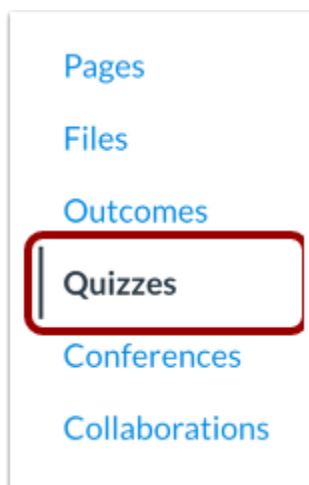 Pages
Files
Outcomes
Quizzes
Conferences
Collaborations